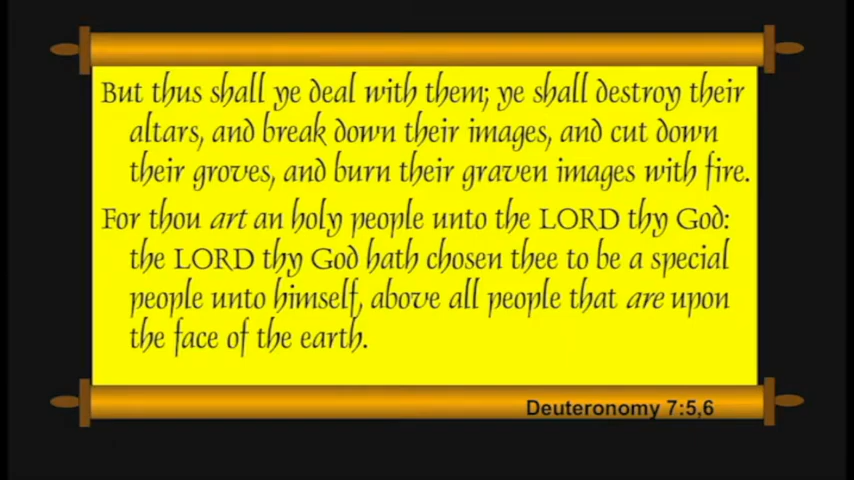 But thus shall ye deal with them; ye shall destroy their
altars, and break down their images, and cut down
their groves, and burn their graven images with fire.
For thou art an holy people unto the LORD thy God:
the LORD thy God hath chosen thee to be a special
people unto himself, above all people that are upon
the face of the earth.
Deuteronomy 7:5,6